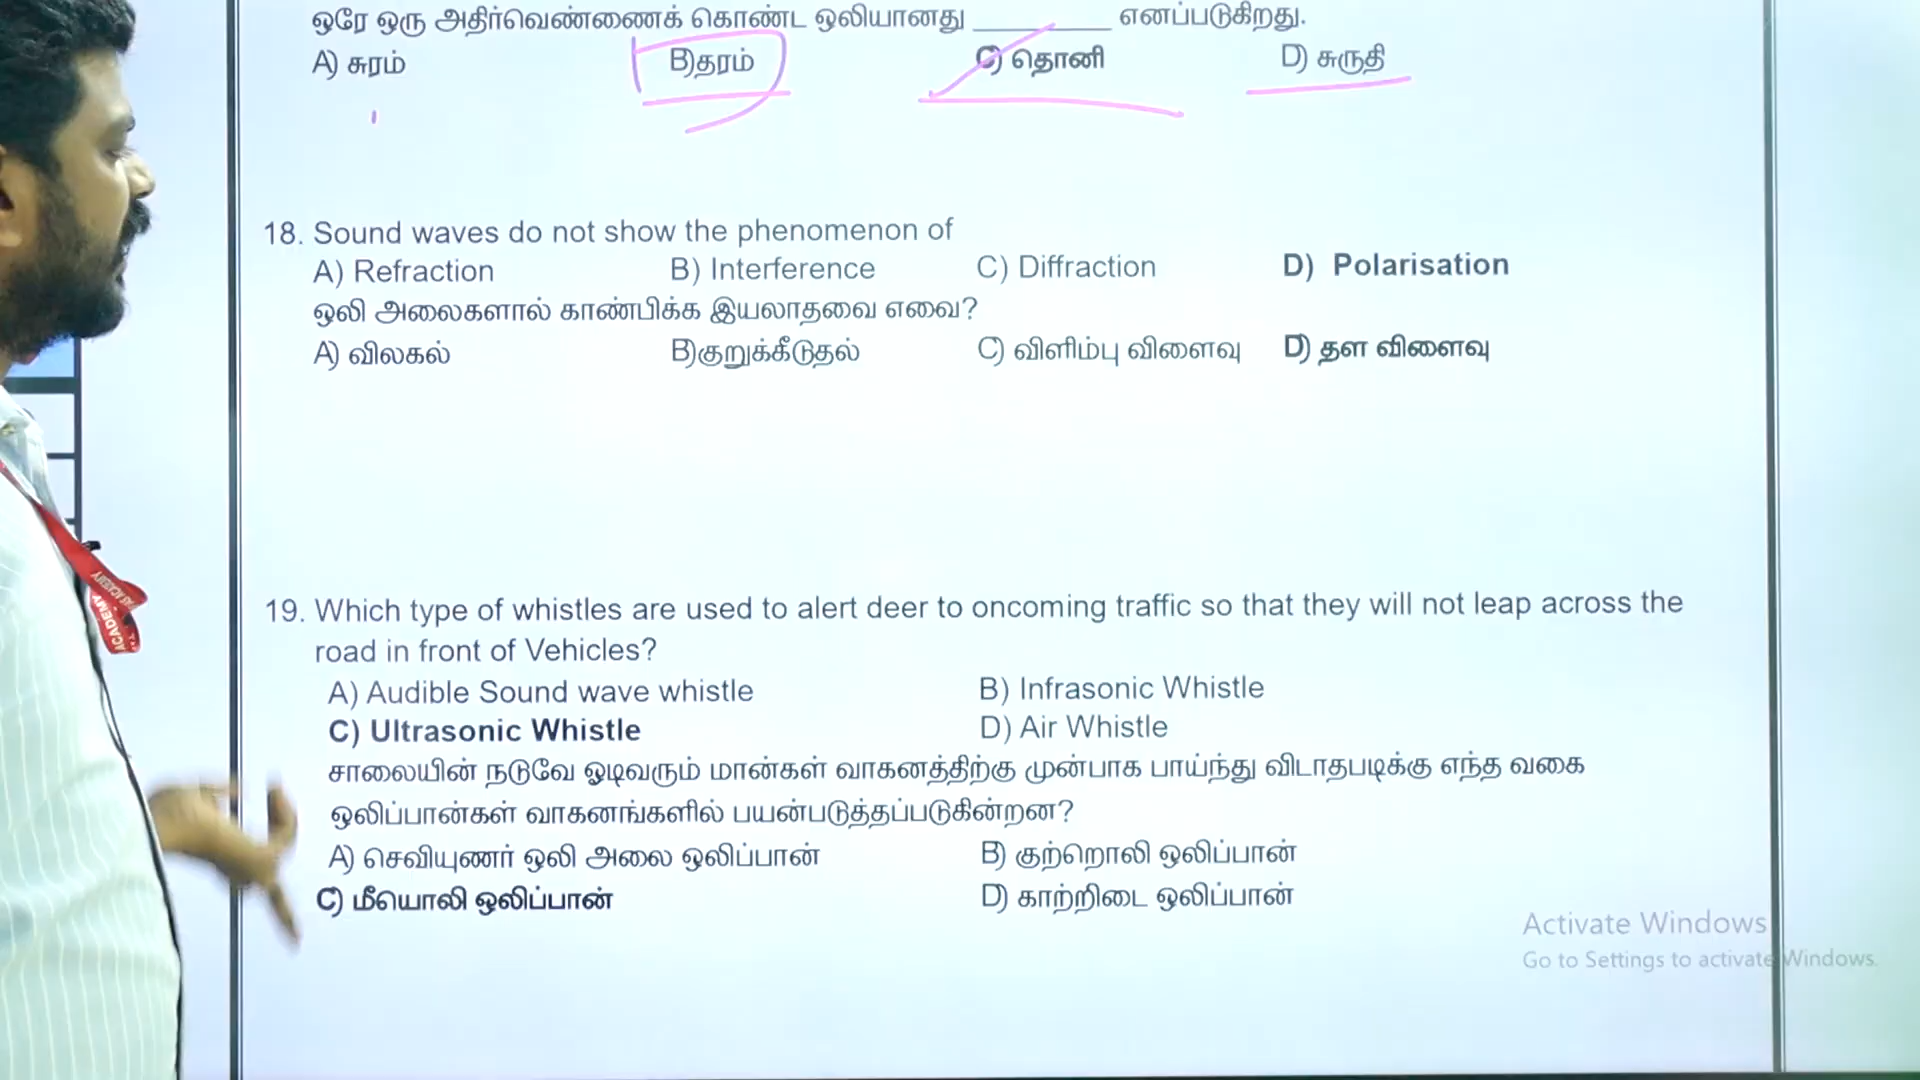 ஒரே ஒரு அதிர்வெண்ணைக் கொண்ட ஒலியானது __________ எனப்படுகிறது.
A) சுரம் B)தரம் C) தொனி D) சுருதி
18. Sound waves do not show the phenomenon of
A) Refraction B) Interference C) Diffraction D) Polarisation
ஒலி அலைகளால் காண்பிக்க இயலாதவை எவை?
A) விலகல் B)குறுக்கீடுதல் C) விளிம்பு விளைவு D) தள விளைவு
19. Which type of whistles are used to alert deer to oncoming traffic so that they will not leap across the
road in front of Vehicles?
A) Audible Sound wave whistle B) Infrasonic Whistle
C) Ultrasonic Whistle D) Air Whistle
சாலையின் நடுவே ஓடிவரும் மான்கள் வாகனத்திற்கு முன்பாக பாய்ந்து விடாதபடிக்கு எந்த வகை
ஒலிப்பான்கள் வாகனங்களில் பயன்படுத்தப்படுகின்றன?
A) செவியுணர் ஒலி அலை ஒலிப்பான் B) குற்றொலி ஒலிப்பான்
C) மீயொலி ஒலிப்பான் D) காற்றிடை ஒலிப்பான்
Activate Windows
Go to Settings to activate Windows.
ACADEMY
ACADEMY